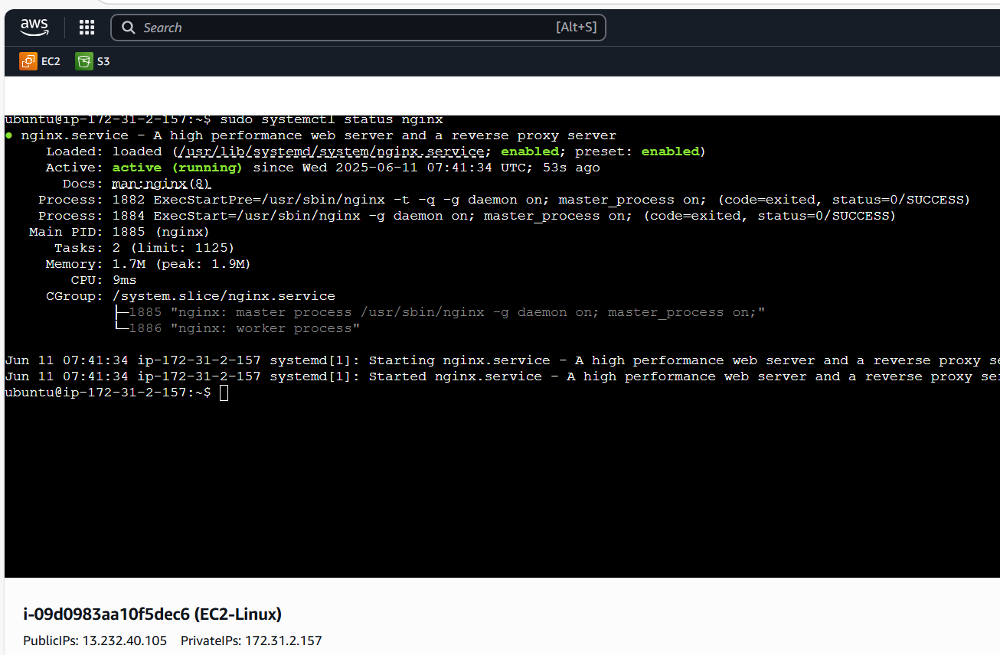 aws
Search [Alt+S]
EC2 S3
ubuntu@ip-172-31-2-157:~$ sudo systemctl status nginx
● nginx.service - A high performance web server and a reverse proxy server
Loaded: loaded (/usr/lib/systemd/system/nginx.service; enabled; preset: enabled)
Active: active (running) since Wed 2025-06-11 07:41:34 UTC; 53s ago
Docs: man:nginx(8)
Process: 1882 ExecStartPre=/usr/sbin/nginx -t -q -g daemon on; master_process on; (code=exited, status=0/SUCCESS)
Process: 1884 ExecStart=/usr/sbin/nginx -g daemon on; master_process on; (code=exited, status=0/SUCCESS)
Main PID: 1885 (nginx)
Tasks: 2 (limit: 1125)
Memory: 1.7M (peak: 1.9M)
CPU: 9ms
CGroup: /system.slice/nginx.service
├─1885 "nginx: master process /usr/sbin/nginx -g daemon on; master_process on;"
└─1886 "nginx: worker process"
Jun 11 07:41:34 ip-172-31-2-157 systemd[1]: Starting nginx.service - A high performance web server and a reverse proxy
Jun 11 07:41:34 ip-172-31-2-157 systemd[1]: Started nginx.service - A high performance web server and a reverse proxy
ubuntu@ip-172-31-2-157:~$
i-09d0983aa10f5dec6 (EC2-Linux)
PublicIPs: 13.232.40.105 PrivateIPs: 172.31.2.157